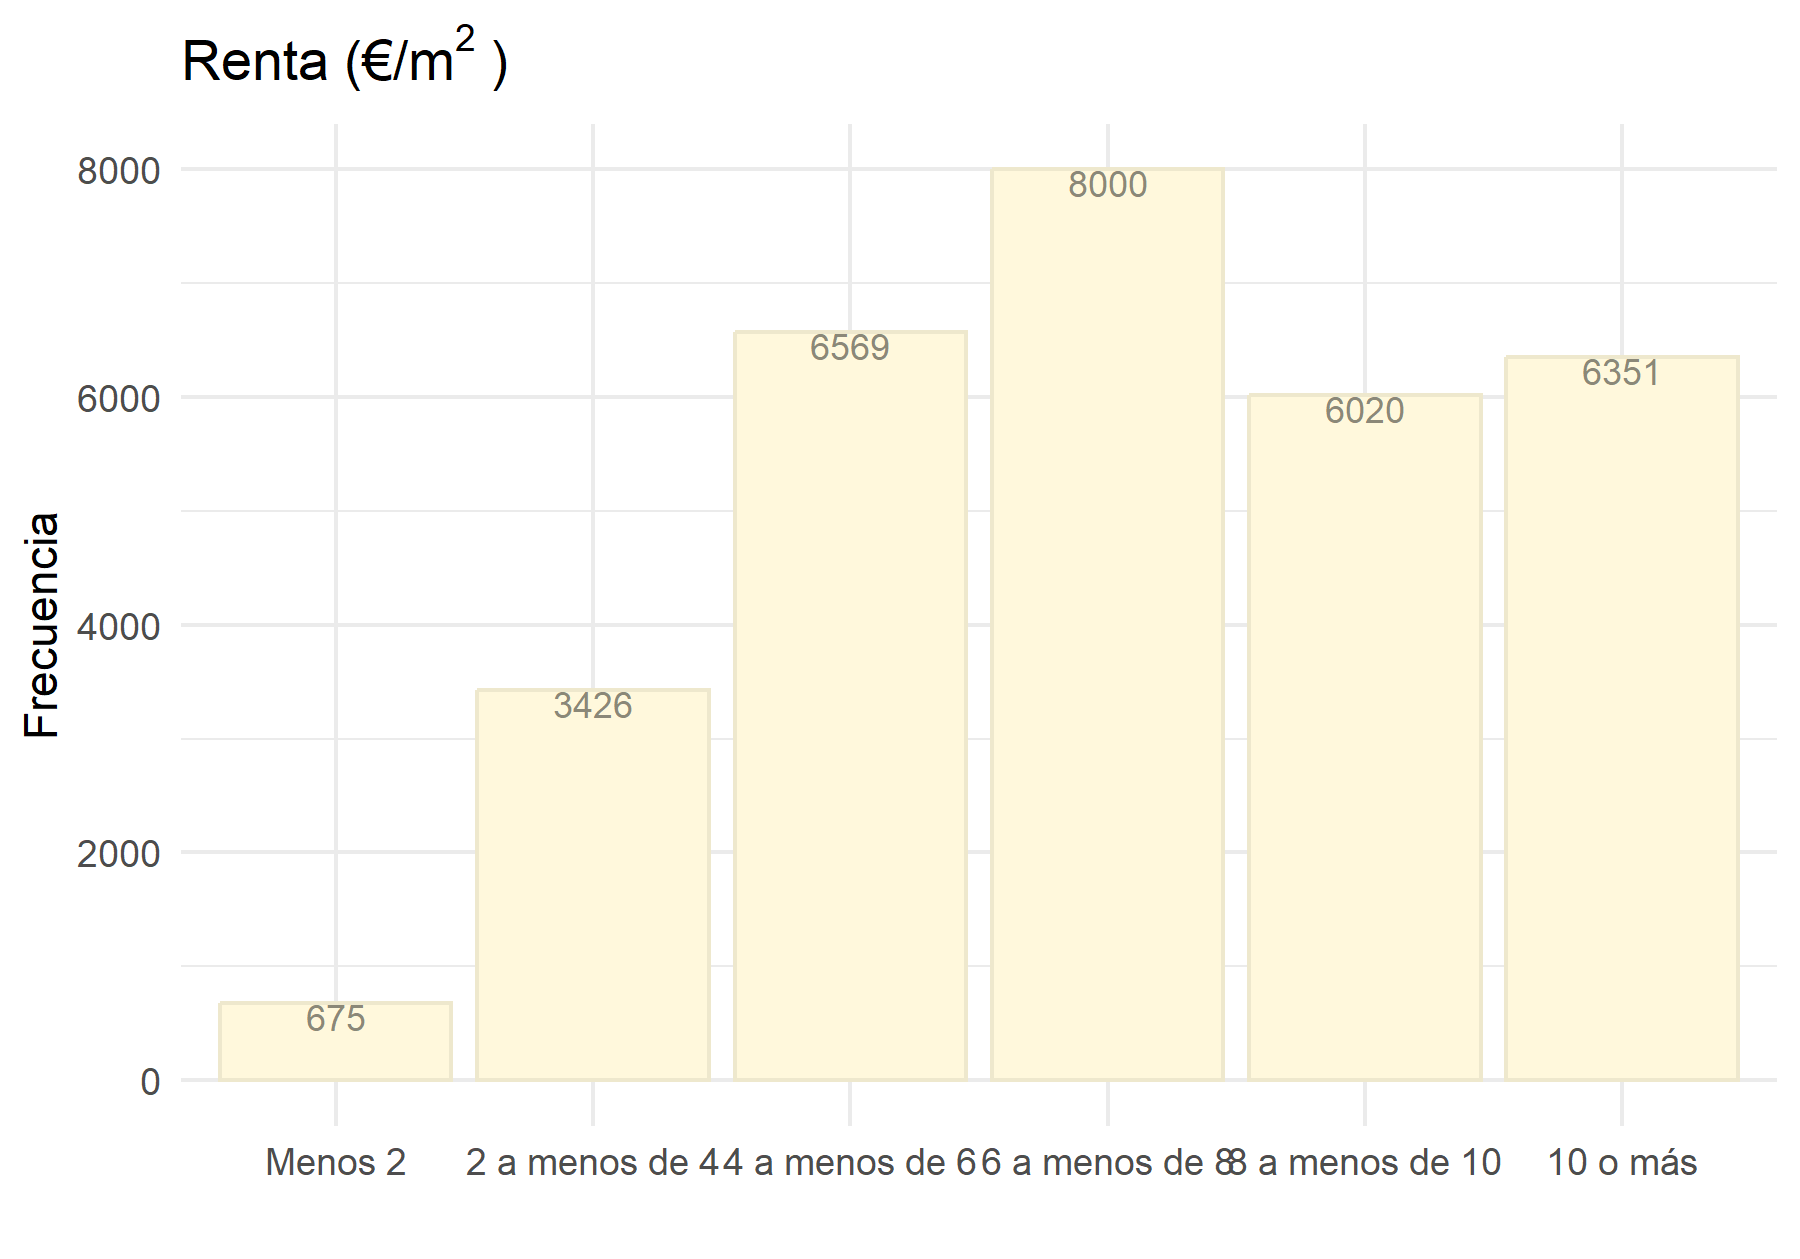 Renta (€/m² )
Frecuencia
8000
6000
4000
2000
0
675
3426
6569
8000
6020
6351
Menos 2
2 a menos de 4
4 a menos de 6
6 a menos de 8
8 a menos de 10
10 o más